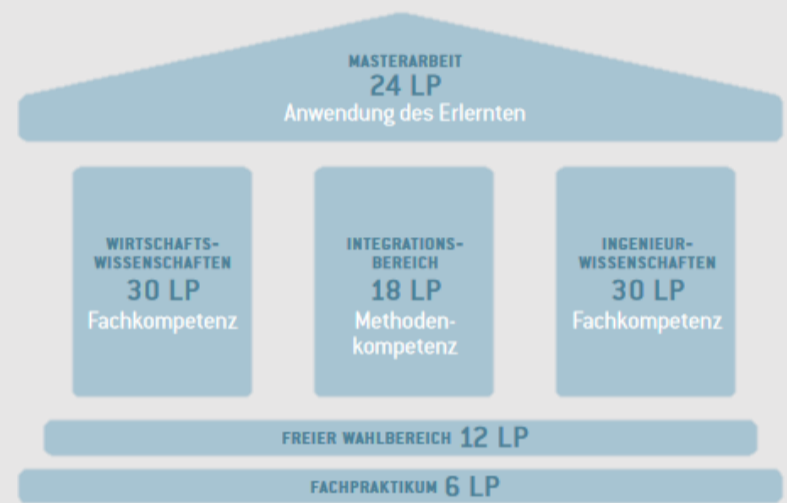 MASTERARBEIT
24 LP
Anwendung des Erlernten
WIRTSCHAFTS-
WISSENSCHAFTEN
30 LP
Fachkompetenz
INTEGRATIONS-
BEREICH
18 LP
Methoden-
kompetenz
INGENIEUR-
WISSENSCHAFTEN
30 LP
Fachkompetenz
FREIER WAHLBEREICH 12 LP
FACHPRAKTIKUM 6 LP